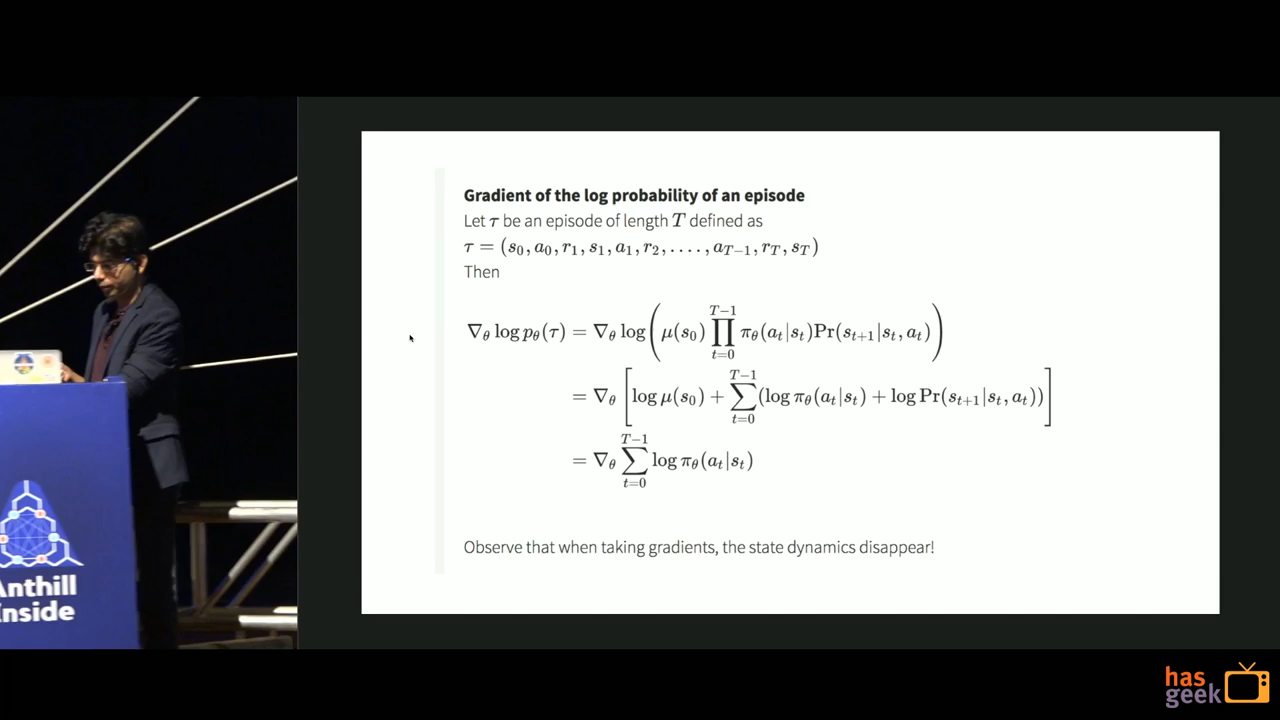 Gradient of the log probability of an episode
Let τ be an episode of length T defined as
τ = (s₀, a₀, r₁, s₁, a₁, r₂, . . . . , a_{T−1}, r_T, s_T)
Then
∇_θ log p_θ(τ) = ∇_θ log(μ(s₀) ∏_{t=0}^{T−1} π_θ(a_t|s_t)Pr(s_{t+1}|s_t, a_t))
= ∇_θ [log μ(s₀) + ∑_{t=0}^{T−1} (log π_θ(a_t|s_t) + log Pr(s_{t+1}|s_t, a_t))]
= ∇_θ ∑_{t=0}^{T−1} log π_θ(a_t|s_t)
Observe that when taking gradients, the state dynamics disappear!
Anthill
Inside
has
geek